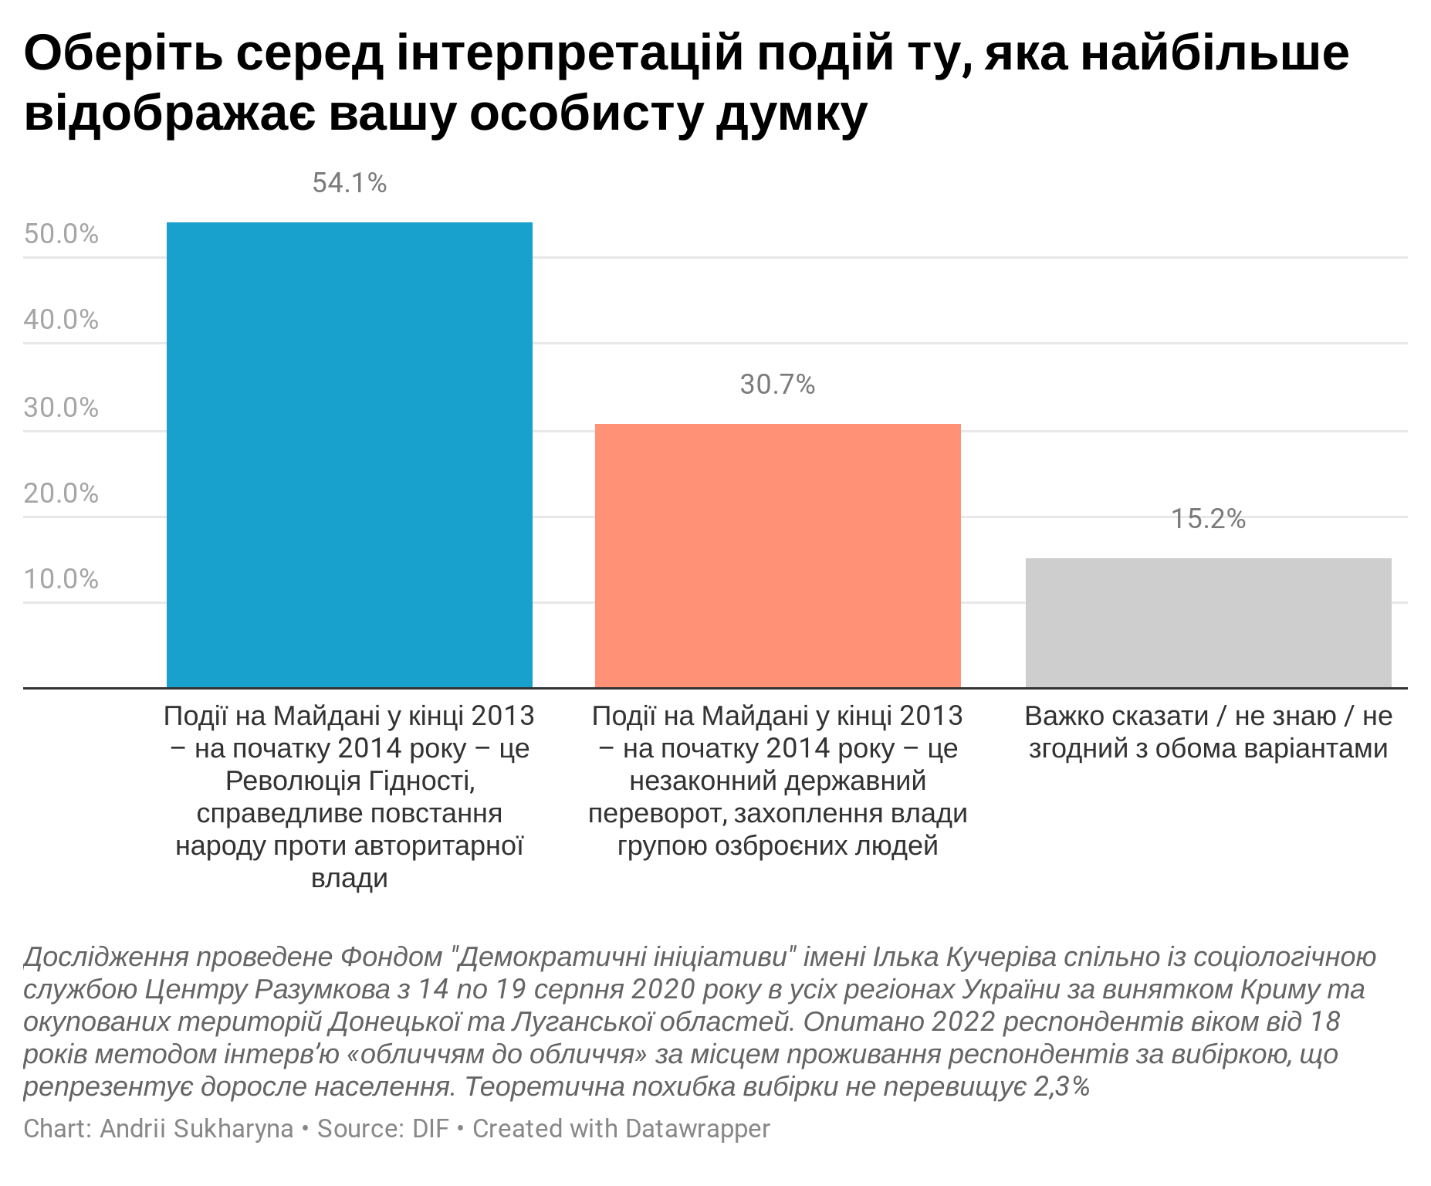 Оберіть серед інтерпретацій подій ту, яка найбільше
відображає вашу особисту думку
54.1%
50.0%
40.0%
30.7%
30.0%
20.0%
15.2%
10.0%
Події на Майдані у кінці 2013
– на початку 2014 року – це
Революція Гідності,
справедливе повстання
народу проти авторитарної
влади
Події на Майдані у кінці 2013
– на початку 2014 року – це
незаконний державний
переворот, захоплення влади
групою озброєних людей
Важко сказати / не знаю / не
згодний з обома варіантами
Дослідження проведене Фондом "Демократичні ініціативи" імені Ілька Кучеріва спільно із соціологічною
службою Центру Разумкова з 14 по 19 серпня 2020 року в усіх регіонах України за винятком Криму та
окупованих територій Донецької та Луганської областей. Опитано 2022 респондентів віком від 18
років методом інтерв’ю «обличчям до обличчя» за місцем проживання респондентів за вибіркою, що
репрезентує доросле населення. Теоретична похибка вибірки не перевищує 2,3%
Chart: Andrii Sukharyna • Source: DIF • Created with Datawrapper